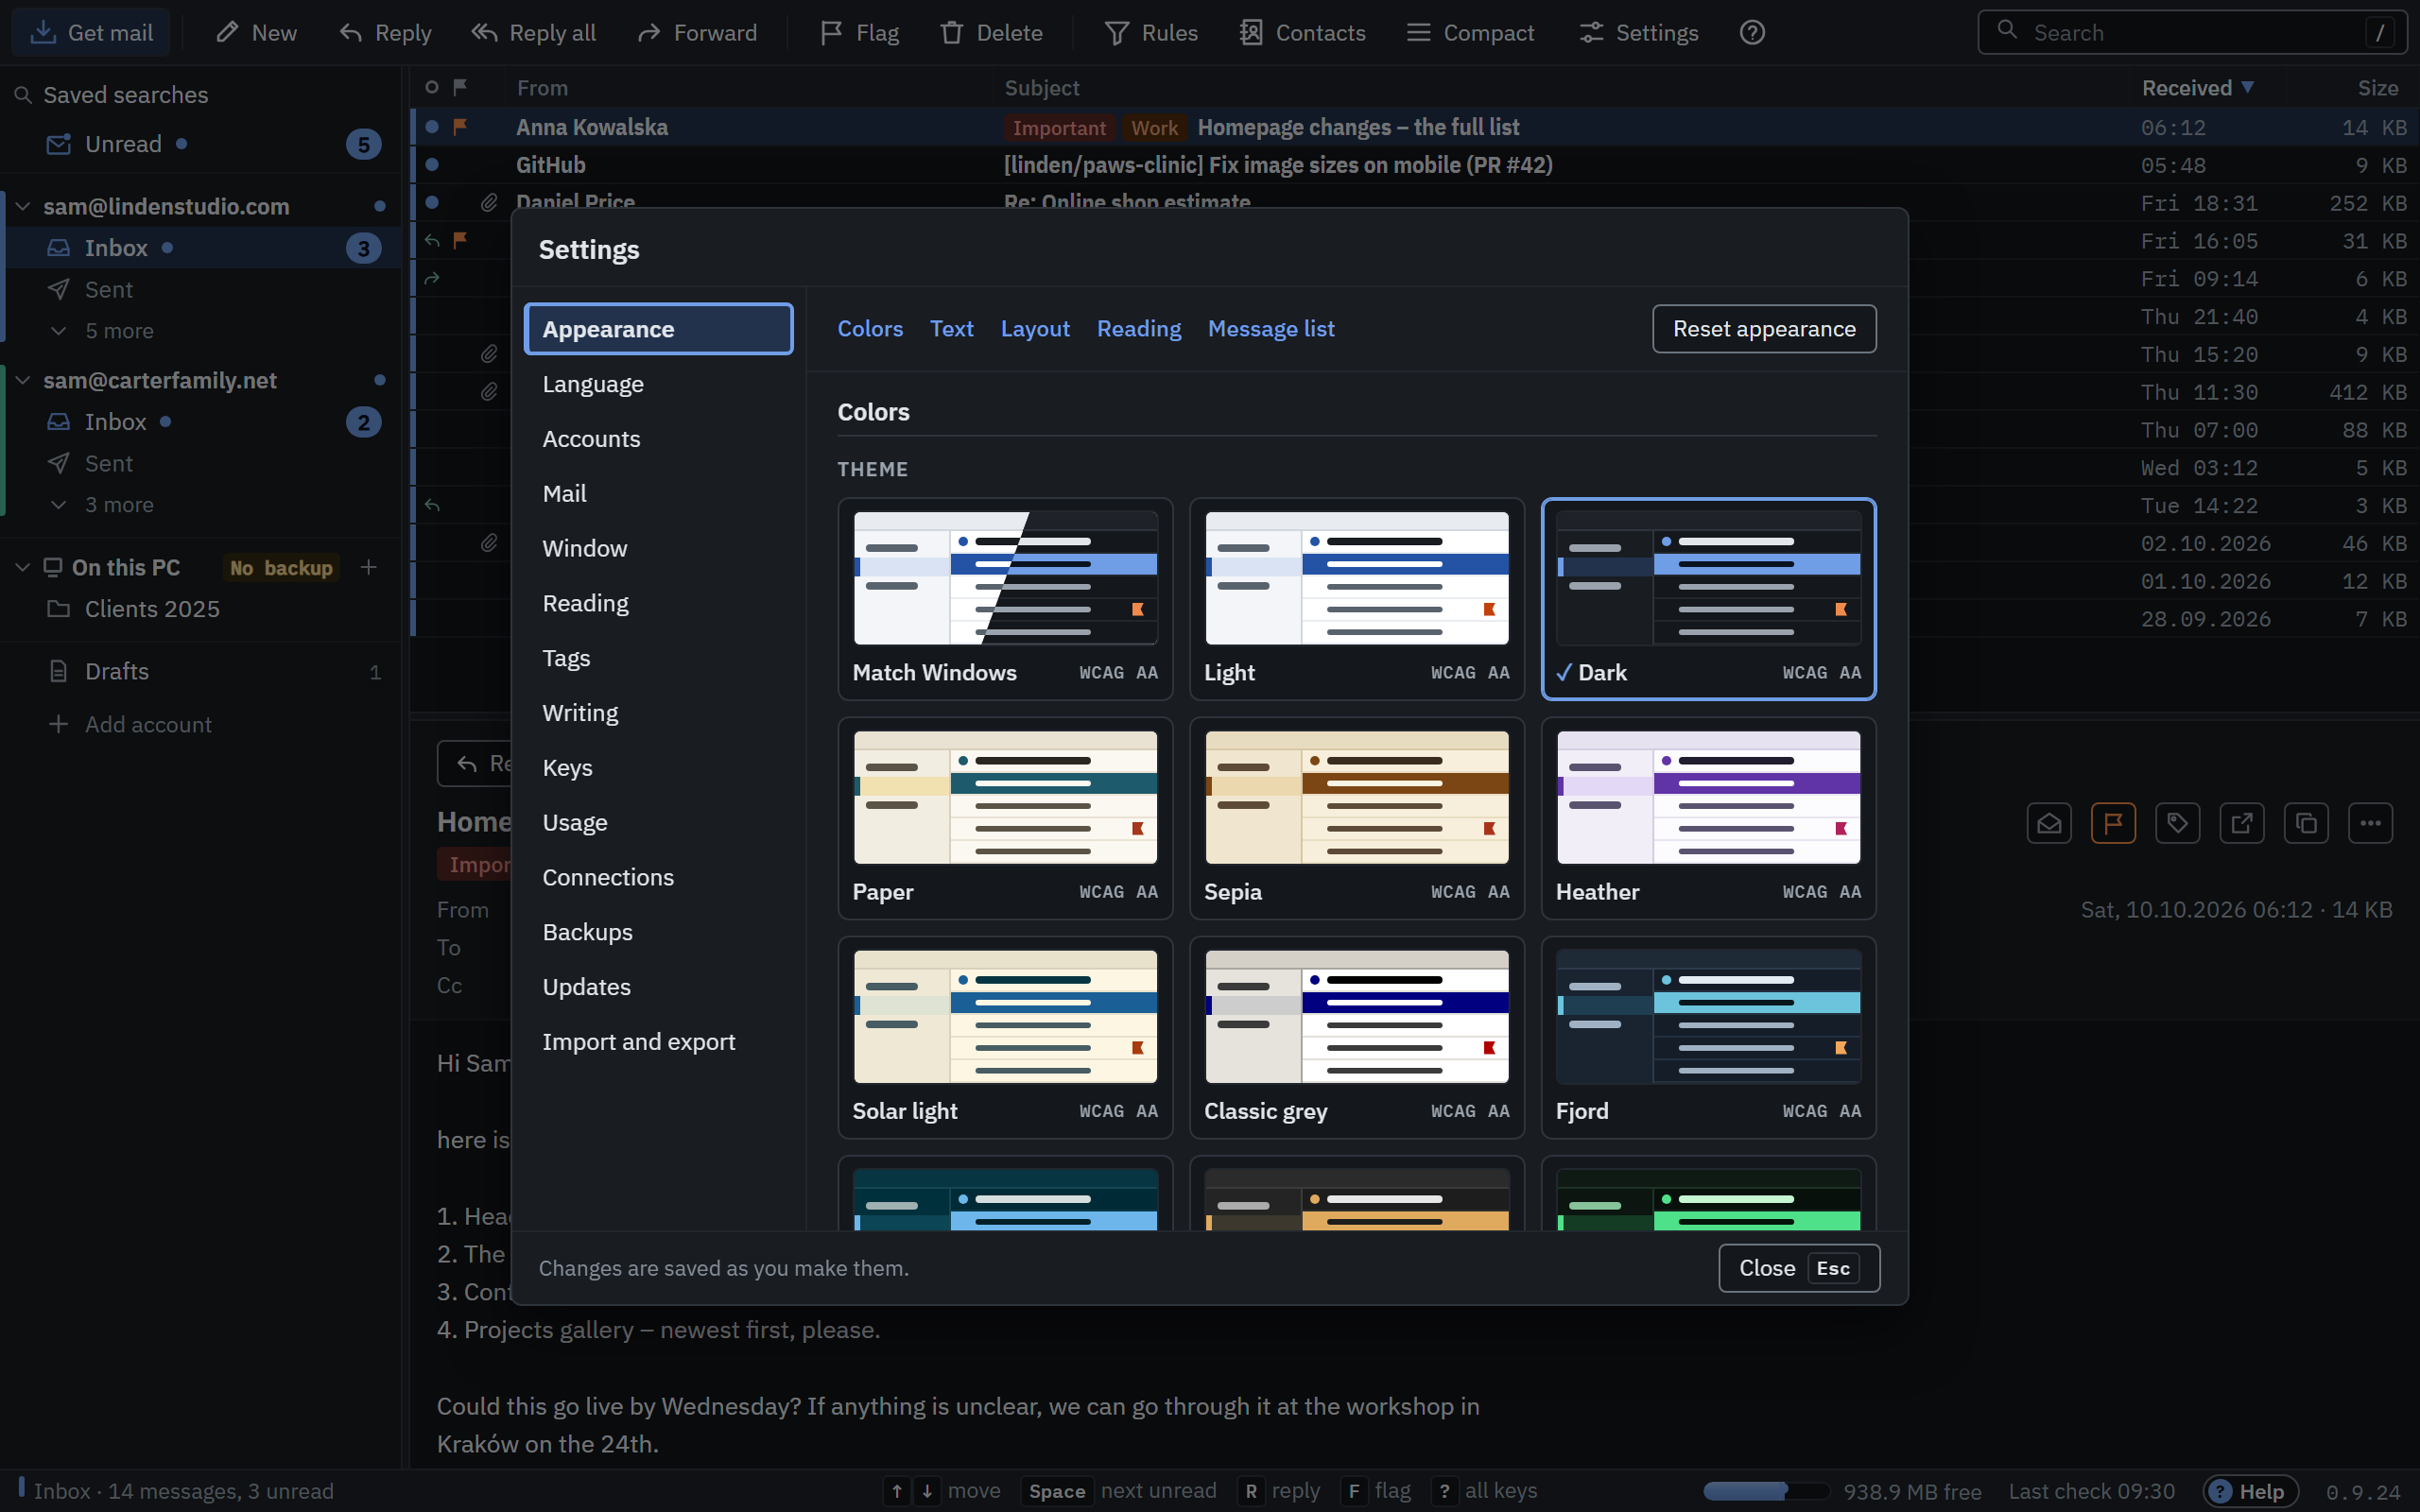 Get mail New Reply Reply all Forward Flag Delete Rules Contacts Compact Settings Search /
Saved searches
Unread 5
sam@lindenstudio.com
Inbox 3
Sent
5 more
sam@carterfamily.net
Inbox 2
Sent
3 more
On this PC No backup
Clients 2025
Drafts 1
Add account
From Subject Received Size
Anna Kowalska Important Work Homepage changes – the full list 06:12 14 KB
GitHub [linden/paws-clinic] Fix image sizes on mobile (PR #42) 05:48 9 KB
Daniel Price Re: Online shop estimate Fri 18:31 252 KB
Fri 16:05 31 KB
Fri 09:14 6 KB
Thu 21:40 4 KB
Thu 15:20 9 KB
Thu 11:30 412 KB
Thu 07:00 88 KB
Wed 03:12 5 KB
Tue 14:22 3 KB
02.10.2026 46 KB
01.10.2026 12 KB
28.09.2026 7 KB
Settings
Appearance
Language
Accounts
Mail
Window
Reading
Tags
Writing
Keys
Usage
Connections
Backups
Updates
Import and export
Colors Text Layout Reading Message list Reset appearance
Colors
THEME
Match Windows WCAG AA
Light WCAG AA
✓ Dark WCAG AA
Paper WCAG AA
Sepia WCAG AA
Heather WCAG AA
Solar light WCAG AA
Classic grey WCAG AA
Fjord WCAG AA
Changes are saved as you make them.
Close Esc
Re
Home
Impor
From
To
Cc
Sat, 10.10.2026 06:12 · 14 KB
Hi Sam
here is
1. Head
2. The
3. Cont
4. Projects gallery – newest first, please.
Could this go live by Wednesday? If anything is unclear, we can go through it at the workshop in
Kraków on the 24th.
Inbox · 14 messages, 3 unread ↑ ↓ move Space next unread R reply F flag ? all keys 938.9 MB free Last check 09:30 ? Help 0.9.24